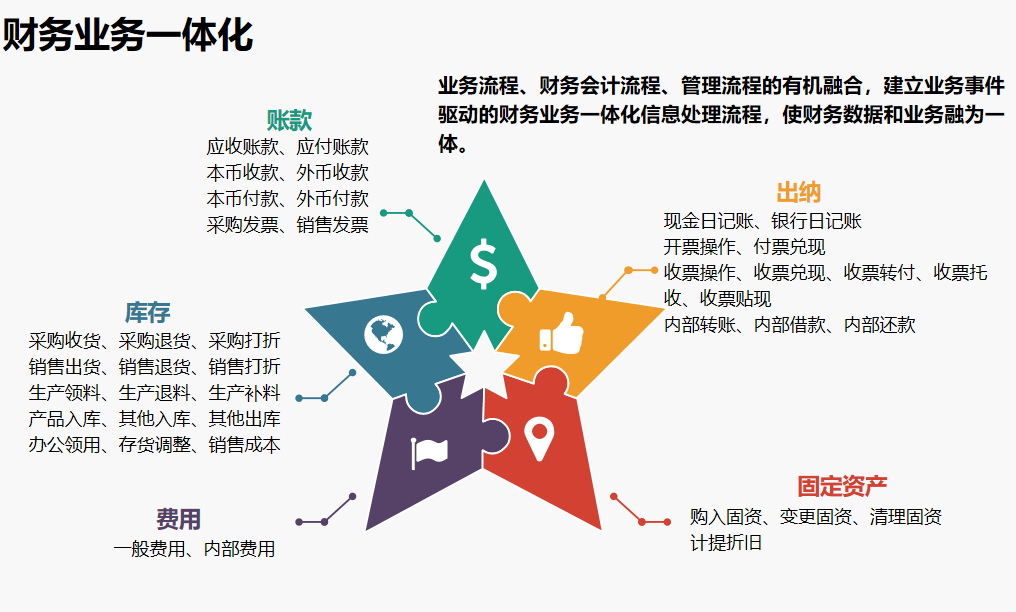 财务业务一体化
业务流程、财务会计流程、管理流程的有机融合，建立业务事件
驱动的财务业务一体化信息处理流程，使财务数据和业务融为一
体。
账款
应收账款、应付账款
本币收款、外币收款
本币付款、外币付款
采购发票、销售发票
出纳
现金日记账、银行日记账
开票操作、付票兑现
收票操作、收票兑现、收票转付、收票托
收、收票贴现
内部转账、内部借款、内部还款
库存
采购收货、采购退货、采购打折
销售出货、销售退货、销售打折
生产领料、生产退料、生产补料
产品入库、其他入库、其他出库
办公领用、存货调整、销售成本
$
固定资产
购入固资、变更固资、清理固资
计提折旧
费用
一般费用、内部费用